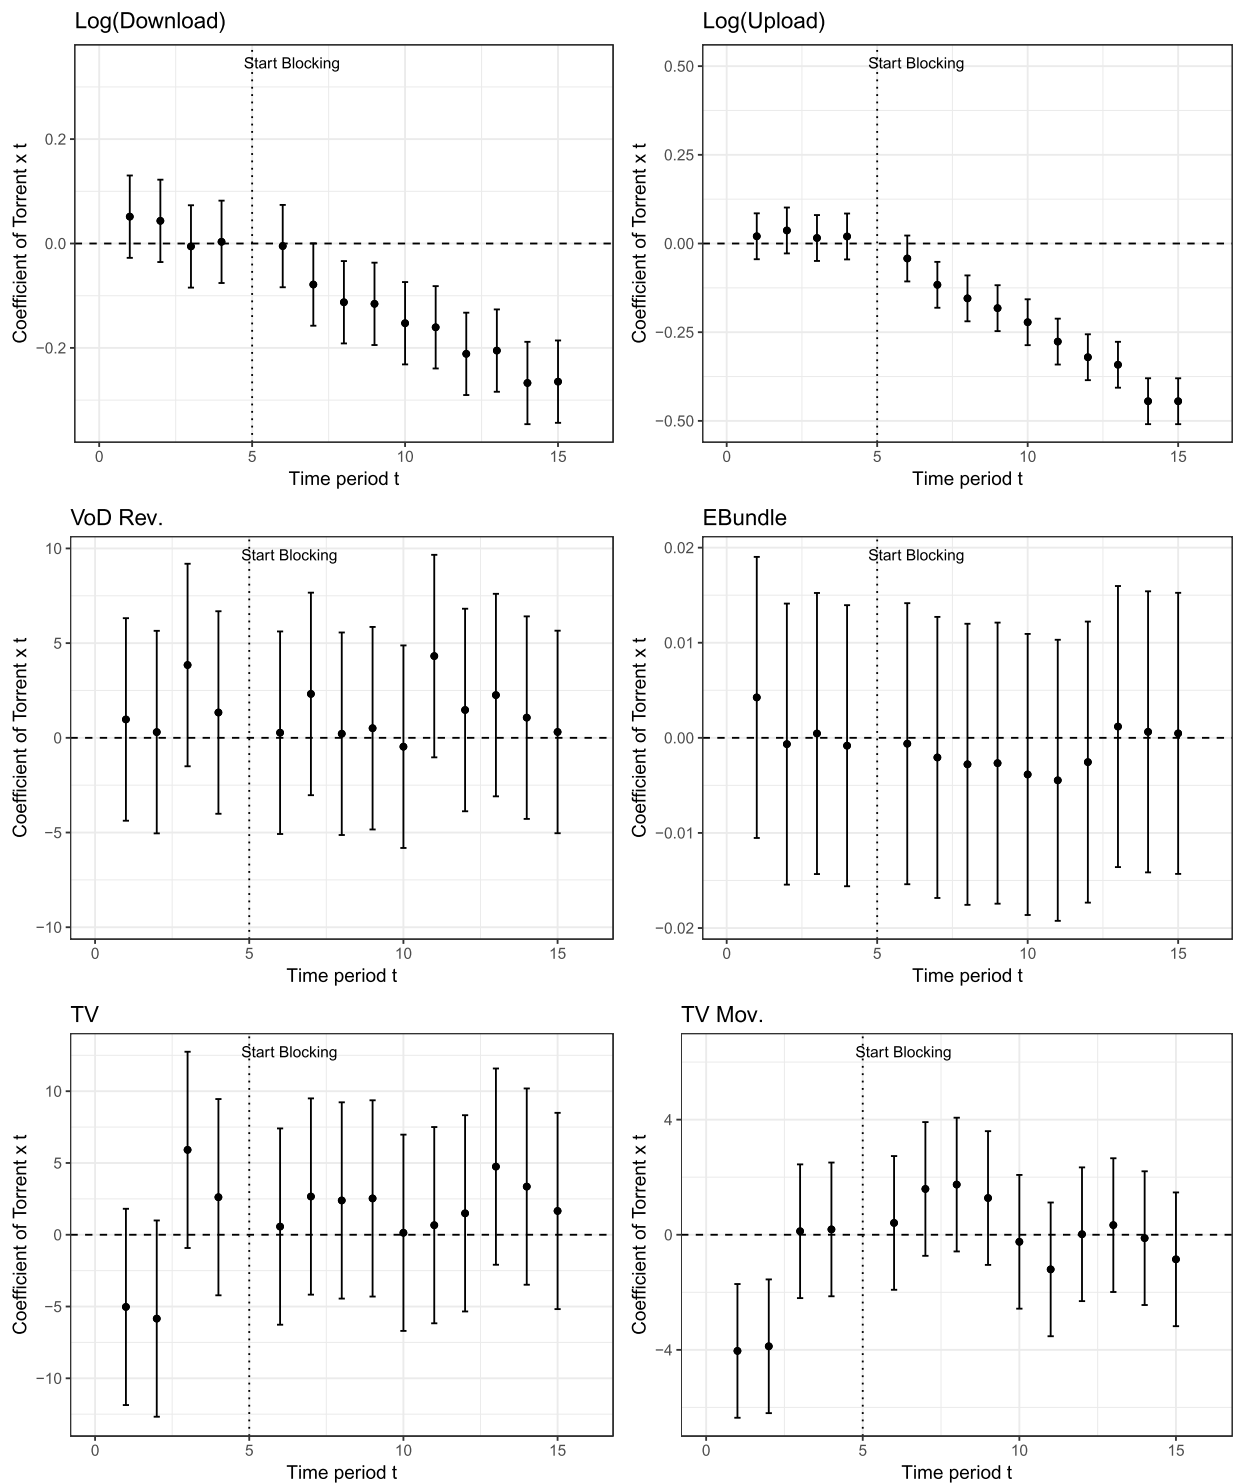 Log(Download)
Start Blocking
Coefficient of Torrent x t
0.2
0.0
−0.2
0
5
10
15
Time period t
Log(Upload)
Start Blocking
Coefficient of Torrent x t
0.50
0.25
0.00
−0.25
−0.50
0
5
10
15
Time period t
VoD Rev.
Start Blocking
Coefficient of Torrent x t
10
5
0
−5
−10
0
5
10
15
Time period t
EBundle
Start Blocking
Coefficient of Torrent x t
0.02
0.01
0.00
−0.01
−0.02
0
5
10
15
Time period t
TV
Start Blocking
Coefficient of Torrent x t
10
5
0
−5
−10
0
5
10
15
Time period t
TV Mov.
Start Blocking
Coefficient of Torrent x t
4
0
−4
0
5
10
15
Time period t